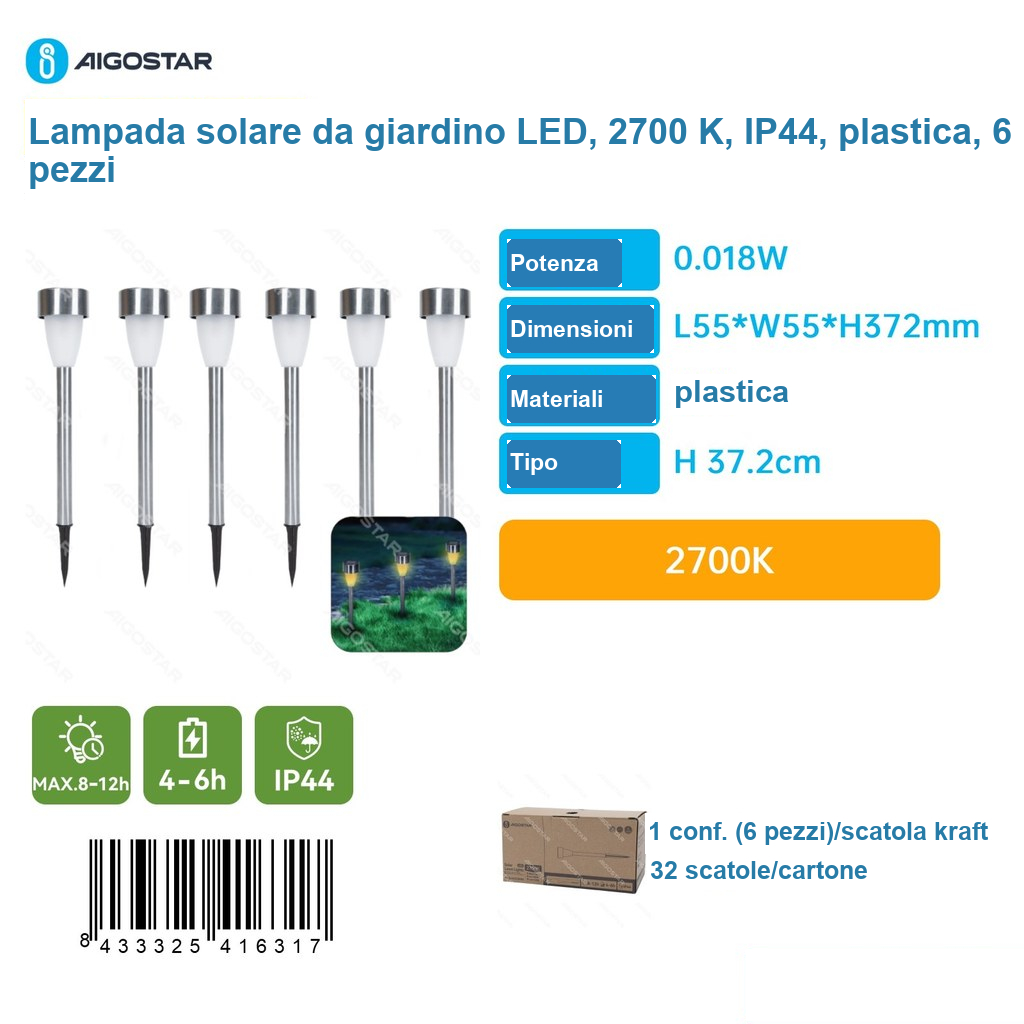 AIGOSTAR
Lampada solare da giardino LED, 2700 K, IP44, plastica, 6
pezzi
Potenza 0.018W
Dimensioni L55*W55*H372mm
Materiali plastica
Tipo H 37.2cm
2700K
MAX.8-12h
4-6h
IP44
AIGOSTAR
1 conf. (6 pezzi)/scatola kraft
32 scatole/cartone
8 433325 416317